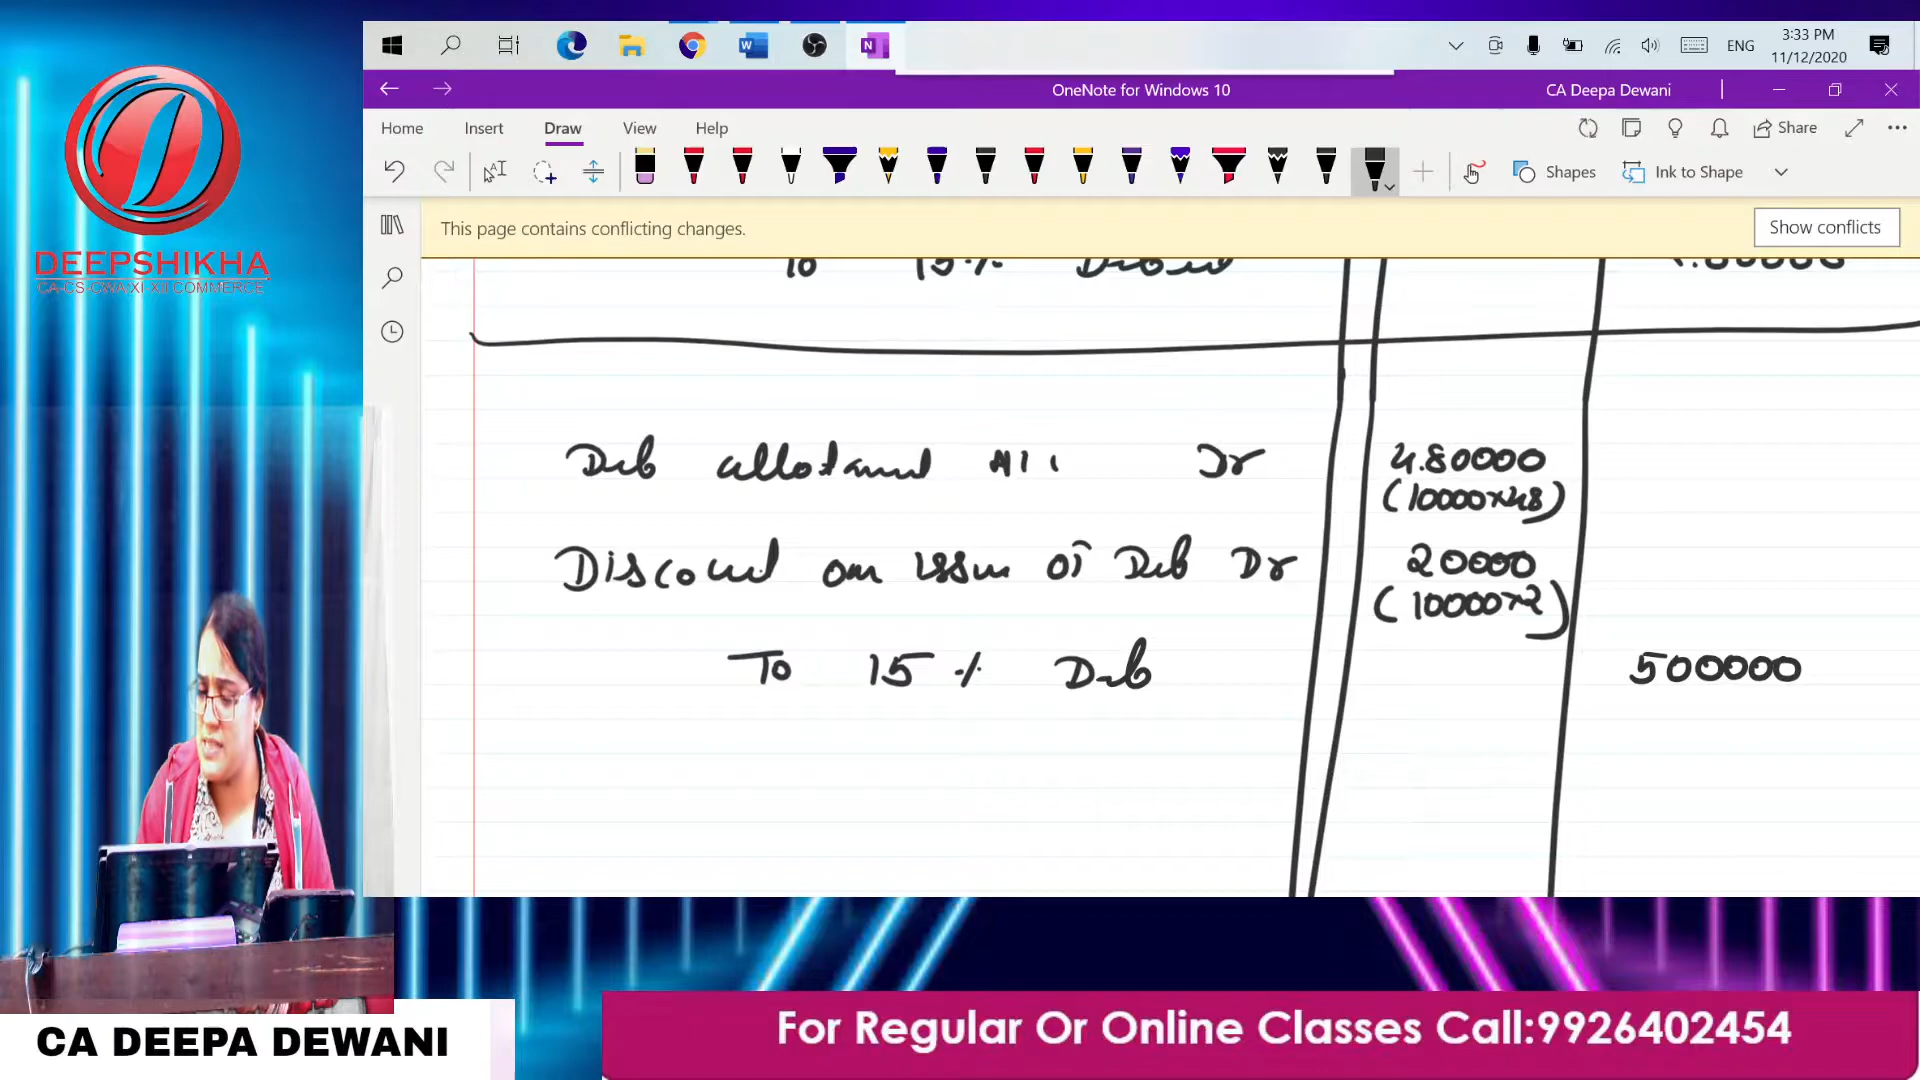 3:33 PM
ENG
11/12/2020
OneNote for Windows 10
CA Deepa Dewani
Home Insert Draw View Help
Share
Shapes
Ink to Shape
This page contains conflicting changes.
Show conflicts
DEEPSHIKHA
CA-CS-CWA:XI-XII COMMERCE
To 15%
Deb allotment A/c Dr 4.80000
(10000×48)
Discount on issue of Deb Dr 20000
(10000×2)
To 15% Deb 500000
CA DEEPA DEWANI
For Regular Or Online Classes Call:9926402454